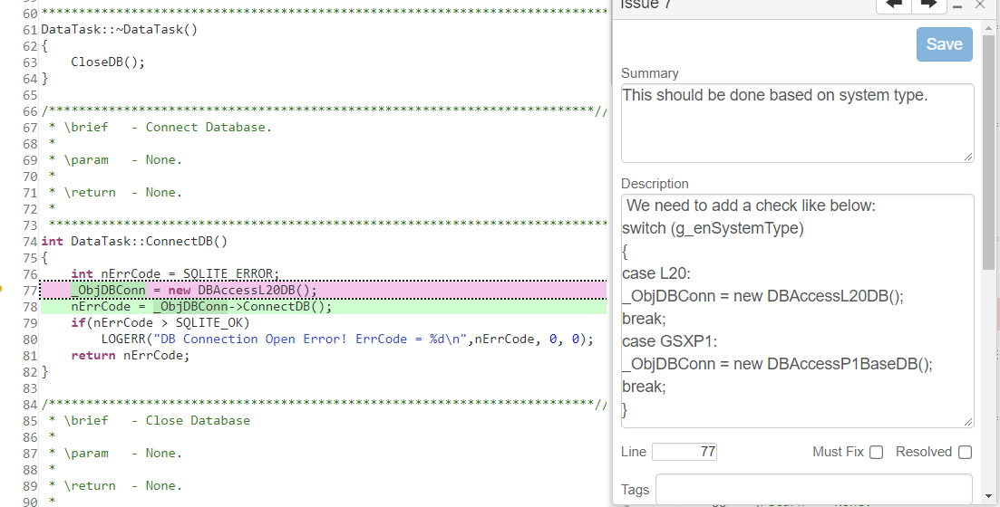 60 ****************************************************************************
61 DataTask::~DataTask()
62 {
63     CloseDB();
64 }
65
66 /*************************************************************************//
67  * \brief   - Connect Database.
68  *
69  * \param   - None.
70  *
71  * \return  - None.
72  *
73  ***************************************************************************
74 int DataTask::ConnectDB()
75 {
76     int nErrCode = SQLITE_ERROR;
77     _ObjDBConn = new DBAccessL20DB();
78     nErrCode = _ObjDBConn->ConnectDB();
79     if(nErrCode > SQLITE_OK)
80         LOGERR("DB Connection Open Error! ErrCode = %d\n",nErrCode, 0, 0);
81     return nErrCode;
82 }
83
84 /*************************************************************************//
85  * \brief   - Close Database
86  *
87  * \param   - None.
88  *
89  * \return  - None.
90  *
Issue 7
Save
Summary
This should be done based on system type.
Description
We need to add a check like below:
switch (g_enSystemType)
{
case L20:
_ObjDBConn = new DBAccessL20DB();
break;
case GSXP1:
_ObjDBConn = new DBAccessP1BaseDB();
break;
}
Line 77 Must Fix Resolved
Tags